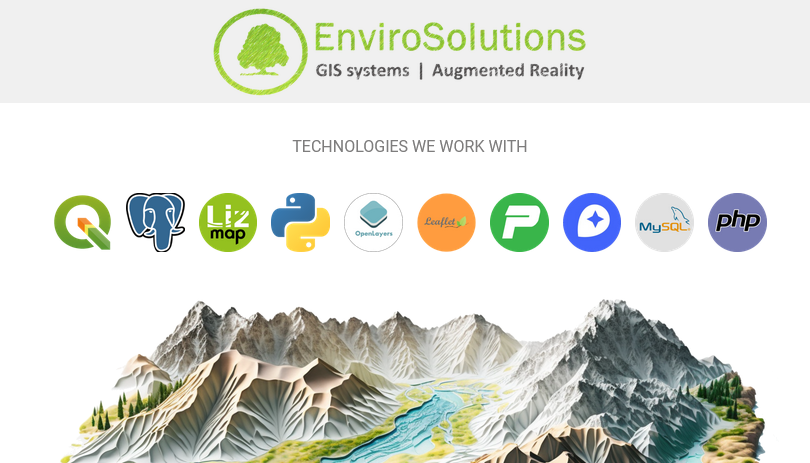 EnviroSolutions
GIS systems | Augmented Reality
TECHNOLOGIES WE WORK WITH
Liz
map
OpenLayers
Leaflet
P
MySQL
php